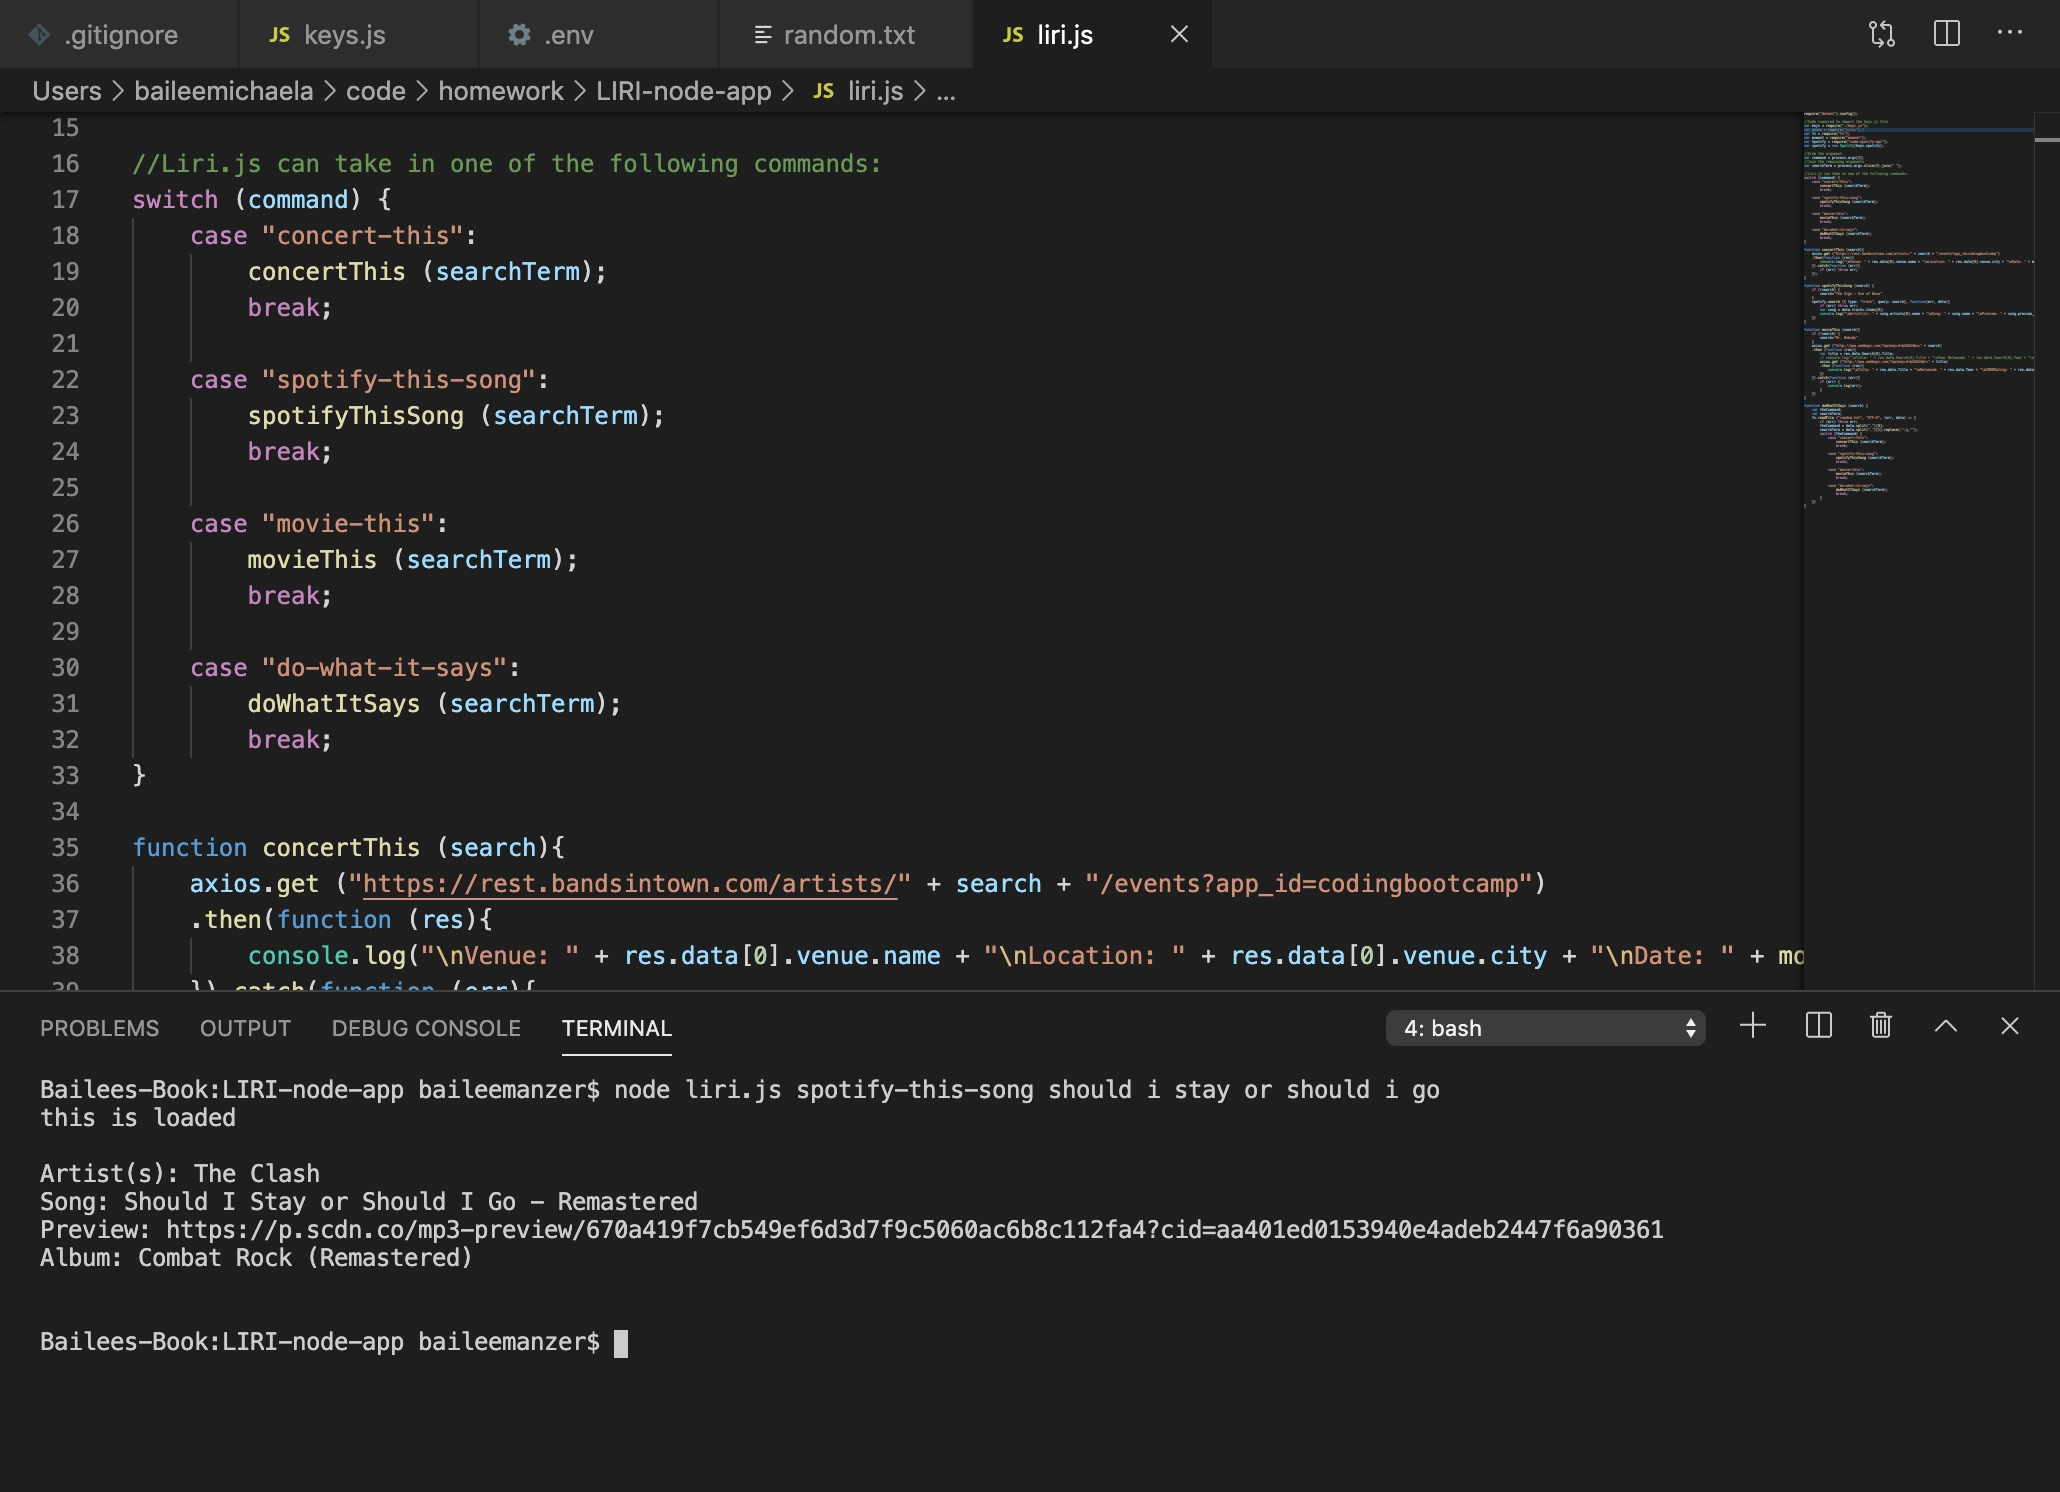 .gitignore JS keys.js .env random.txt JS liri.js
Users > baileemichaela > code > homework > LIRI-node-app > JS liri.js > ...
15
16 //Liri.js can take in one of the following commands:
17 switch (command) {
18 case "concert-this":
19 concertThis (searchTerm);
20 break;
21
22 case "spotify-this-song":
23 spotifyThisSong (searchTerm);
24 break;
25
26 case "movie-this":
27 movieThis (searchTerm);
28 break;
29
30 case "do-what-it-says":
31 doWhatItSays (searchTerm);
32 break;
33 }
34
35 function concertThis (search){
36 axios.get ("https://rest.bandsintown.com/artists/" + search + "/events?app_id=codingbootcamp")
37 .then(function (res){
38 console.log("\nVenue: " + res.data[0].venue.name + "\nLocation: " + res.data[0].venue.city + "\nDate: " + mo
39 }).catch(function (err){
PROBLEMS OUTPUT DEBUG CONSOLE TERMINAL 4: bash
Bailees-Book:LIRI-node-app baileemanzer$ node liri.js spotify-this-song should i stay or should i go
this is loaded
Artist(s): The Clash
Song: Should I Stay or Should I Go - Remastered
Preview: https://p.scdn.co/mp3-preview/670a419f7cb549ef6d3d7f9c5060ac6b8c112fa4?cid=aa401ed0153940e4adeb2447f6a90361
Album: Combat Rock (Remastered)
Bailees-Book:LIRI-node-app baileemanzer$